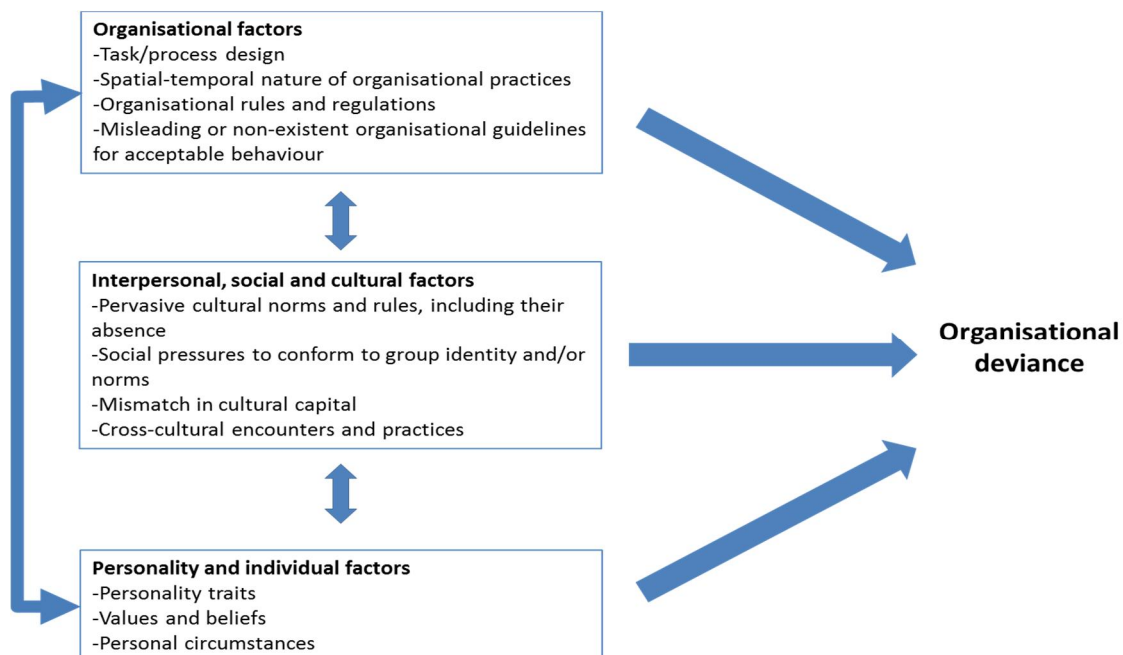 Organisational factors
-Task/process design
-Spatial-temporal nature of organisational practices
-Organisational rules and regulations
-Misleading or non-existent organisational guidelines
for acceptable behaviour
Interpersonal, social and cultural factors
-Pervasive cultural norms and rules, including their
absence
-Social pressures to conform to group identity and/or
norms
-Mismatch in cultural capital
-Cross-cultural encounters and practices
Personality and individual factors
-Personality traits
-Values and beliefs
-Personal circumstances
Organisational
deviance